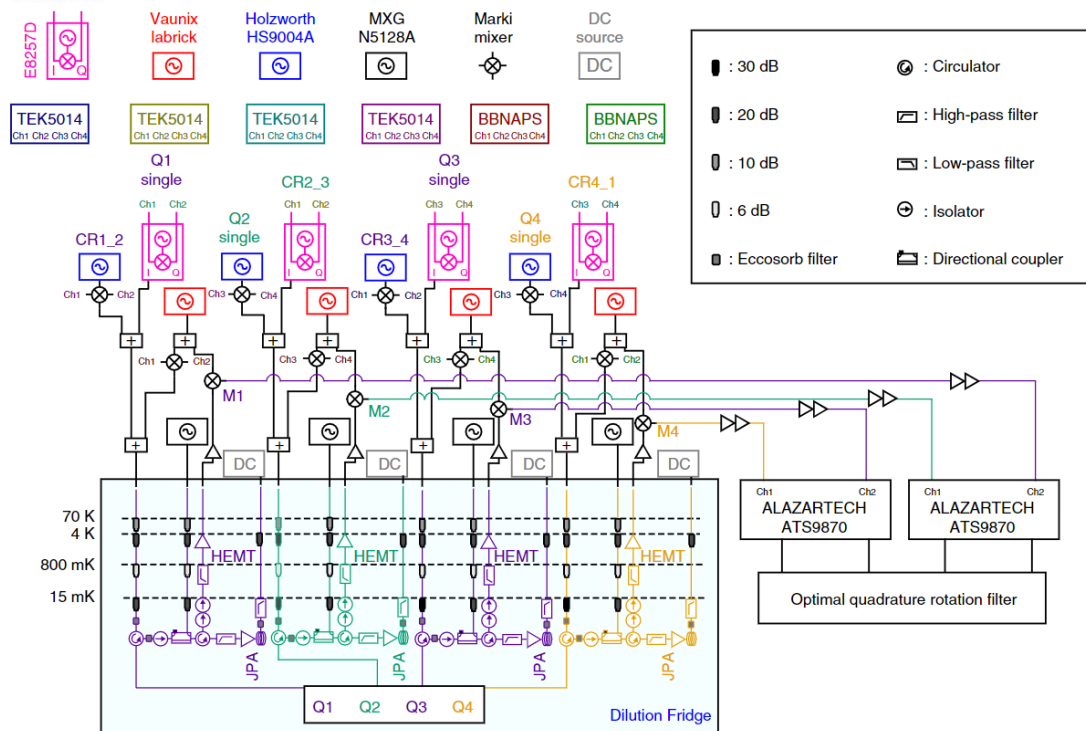 E8257D
I Q
Vaunix
labrick
Holzworth
HS9004A
MXG
N5128A
Marki
mixer
DC
source
DC
TEK5014
Ch1 Ch2 Ch3 Ch4
TEK5014
Ch1 Ch2 Ch3 Ch4
TEK5014
Ch1 Ch2 Ch3 Ch4
TEK5014
Ch1 Ch2 Ch3 Ch4
BBNAPS
Ch1 Ch2 Ch3 Ch4
BBNAPS
Ch1 Ch2 Ch3 Ch4
: 30 dB
: 20 dB
: 10 dB
: 6 dB
: Eccosorb filter
: Circulator
: High-pass filter
: Low-pass filter
: Isolator
: Directional coupler
CR1_2
Ch1 Ch2
Q1
single
Ch1 Ch2
I Q
Q2
single
Ch3 Ch4
CR2_3
Ch1 Ch2
I Q
CR3_4
Ch1 Ch2
Q3
single
Ch3 Ch4
I Q
Q4
single
Ch3 Ch4
CR4_1
Ch3 Ch4
I Q
+ + + + + + + +
Ch1 Ch2
Ch3 Ch4
Ch3 Ch4
Ch1 Ch2
M1
M2
M3
M4
+ + + +
DC DC DC DC
Ch1 Ch2
ALAZARTECH
ATS9870
Ch1 Ch2
ALAZARTECH
ATS9870
Optimal quadrature rotation filter
70 K
4 K
800 mK
15 mK
HEMT HEMT HEMT HEMT
JPA JPA JPA JPA
Q1 Q2 Q3 Q4
Dilution Fridge